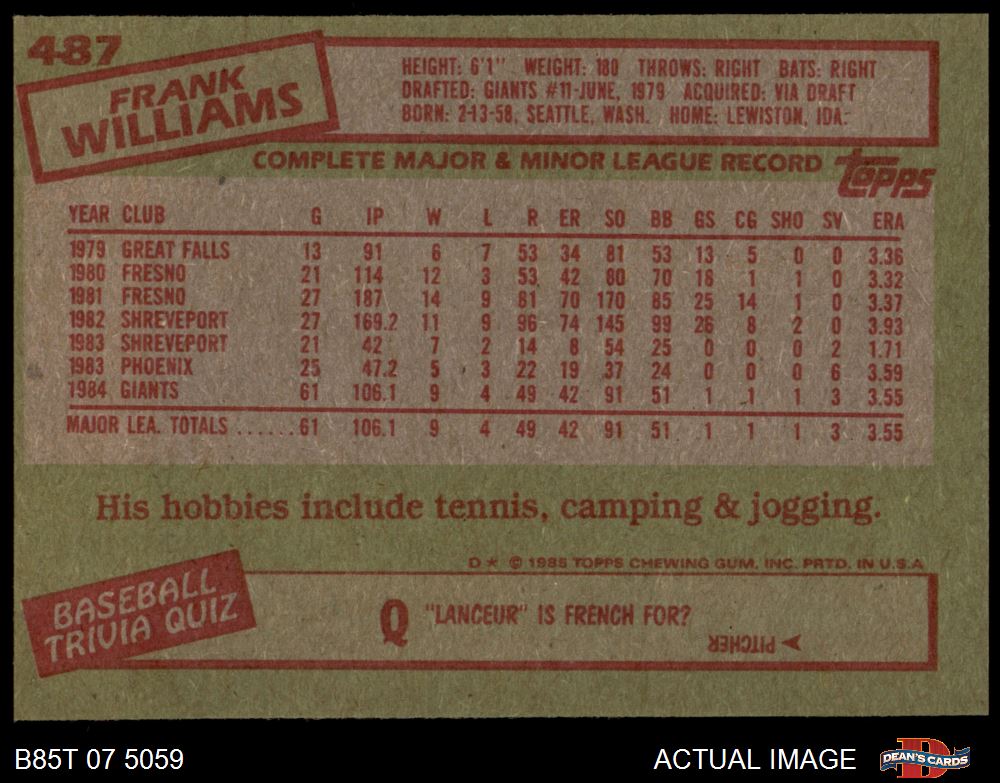 487
FRANK
WILLIAMS
HEIGHT: 6'1" WEIGHT: 180 THROWS: RIGHT BATS: RIGHT
DRAFTED: GIANTS #11-JUNE, 1979 ACQUIRED: VIA DRAFT
BORN: 2-13-58, SEATTLE, WASH. HOME: LEWISTON, IDA.
COMPLETE MAJOR & MINOR LEAGUE RECORD
topps
YEAR CLUB G IP W L R ER SO BB GS CG SHO SV ERA
1979 GREAT FALLS 13 91 6 7 53 34 81 53 13 5 0 0 3.36
1980 FRESNO 21 114 12 3 53 42 80 70 18 1 1 0 3.32
1981 FRESNO 27 187 14 9 81 70 170 85 25 14 1 0 3.37
1982 SHREVEPORT 27 169.2 11 9 96 74 145 99 26 8 2 0 3.93
1983 SHREVEPORT 21 42 7 2 14 8 54 25 0 0 0 2 1.71
1983 PHOENIX 25 47.2 5 3 22 19 37 24 0 0 0 6 3.59
1984 GIANTS 61 106.1 9 4 49 42 91 51 1 1 1 3 3.55
MAJOR LEA. TOTALS ......61 106.1 9 4 49 42 91 51 1 1 1 3 3.55
His hobbies include tennis, camping & jogging.
D * © 1985 TOPPS CHEWING GUM, INC. PRTD. IN U.S.A
BASEBALL
TRIVIA QUIZ
Q "LANCEUR" IS FRENCH FOR?
PITCHER
B85T 07 5059
ACTUAL IMAGE
D
DEAN'S CARDS